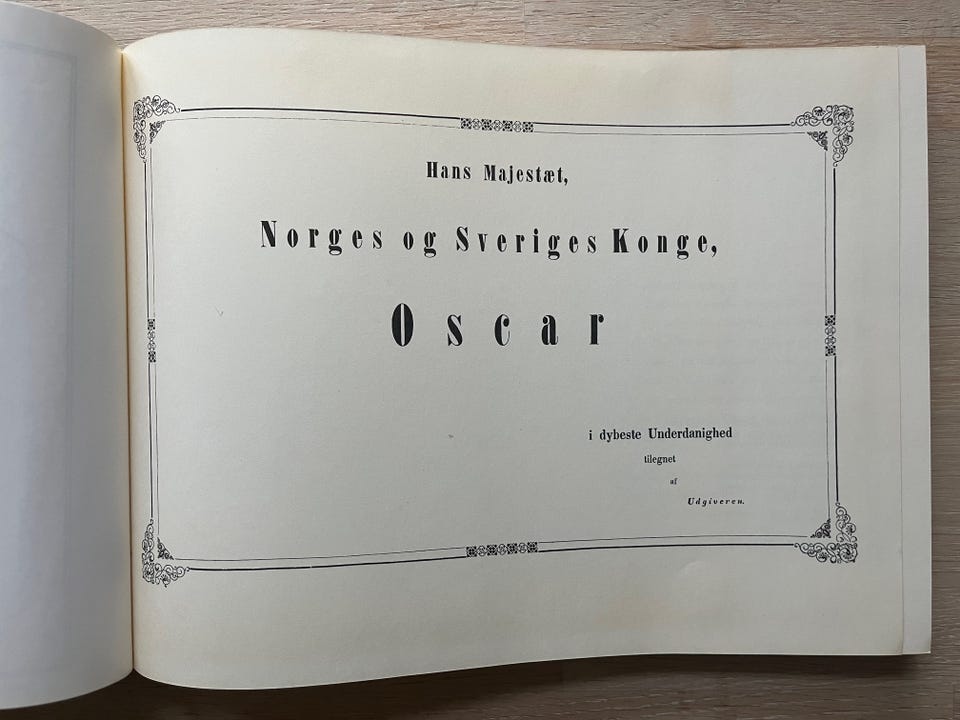 Hans Majestæt,
Norges og Sveriges Konge,
Oscar
i dybeste Underdanighed
tilegnet
af
Udgiveren.